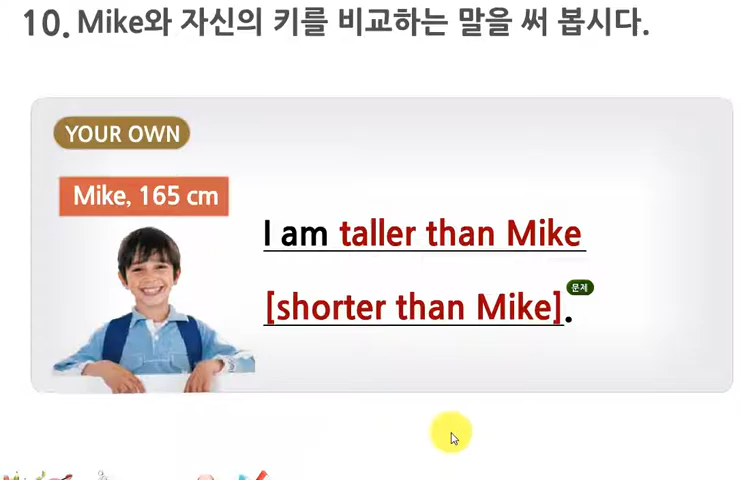 10. Mike와 자신의 키를 비교하는 말을 써 봅시다.
YOUR OWN
Mike, 165 cm
I am taller than Mike
[shorter than Mike].
문제